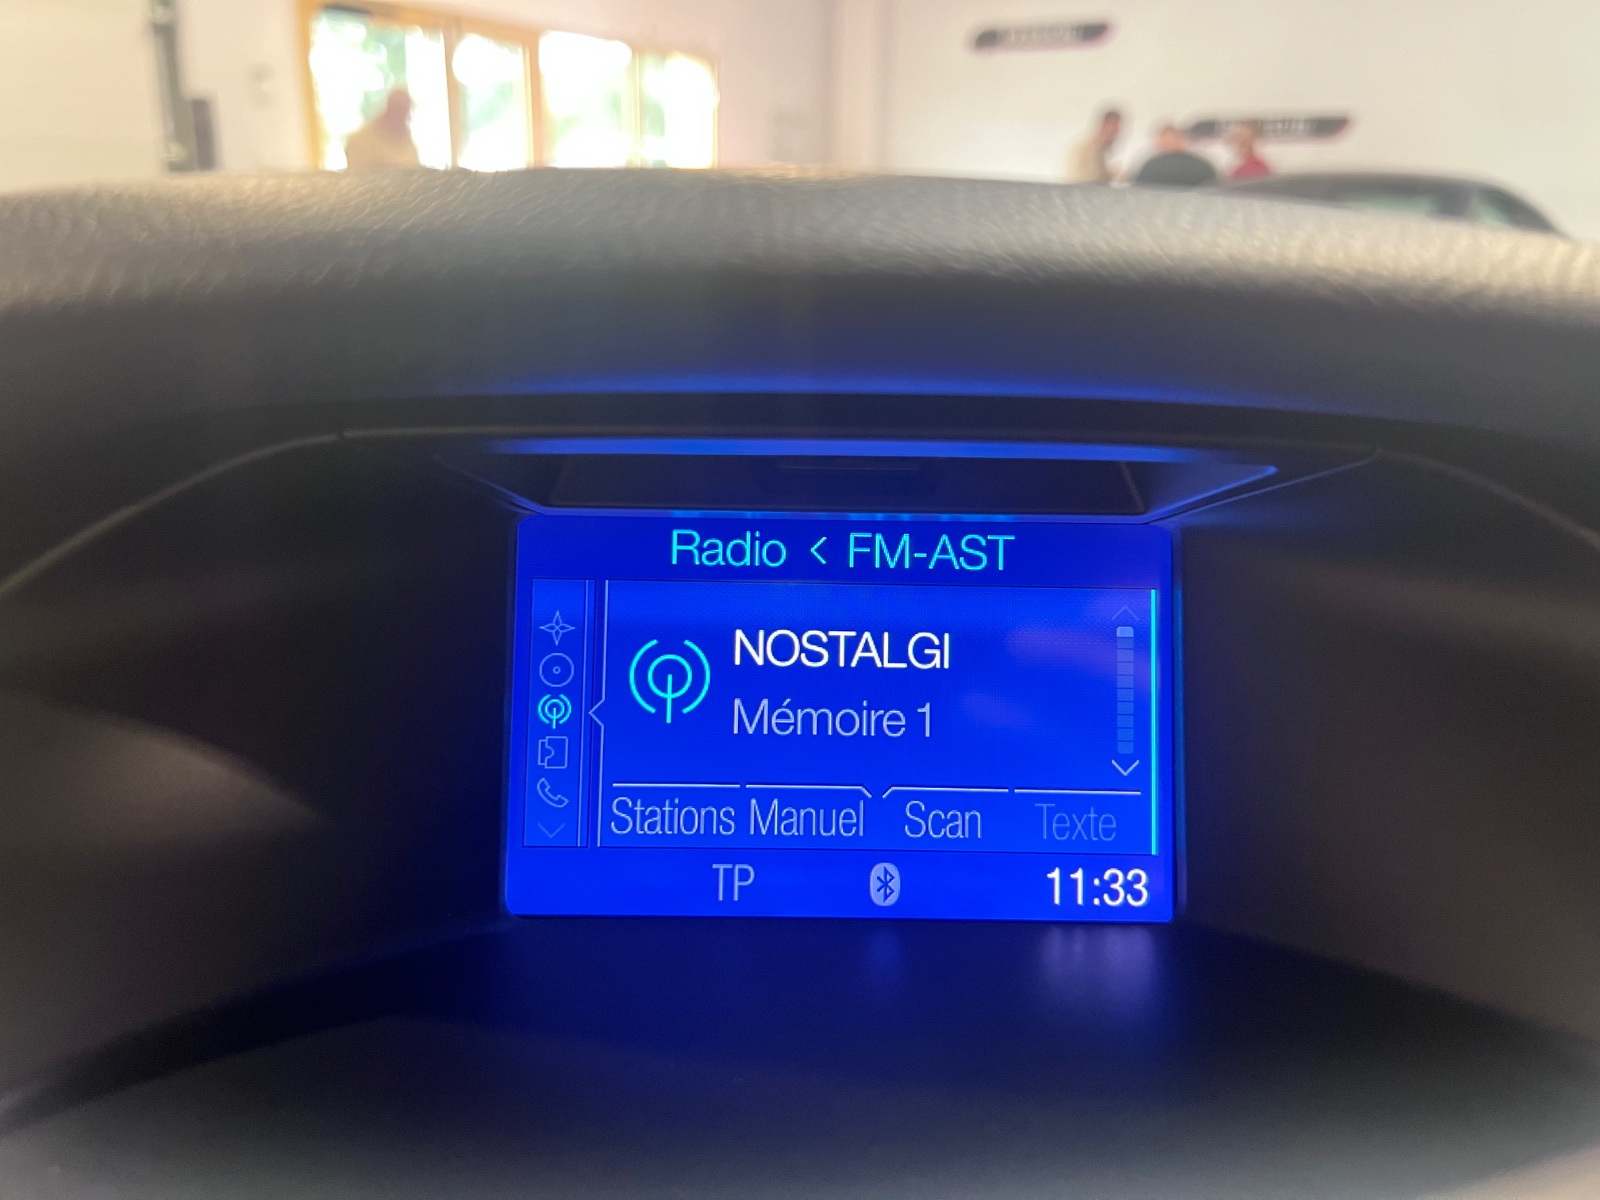 Radio < FM-AST
NOSTALGI
Mémoire 1
Stations Manuel Scan Texte
TP 11:33